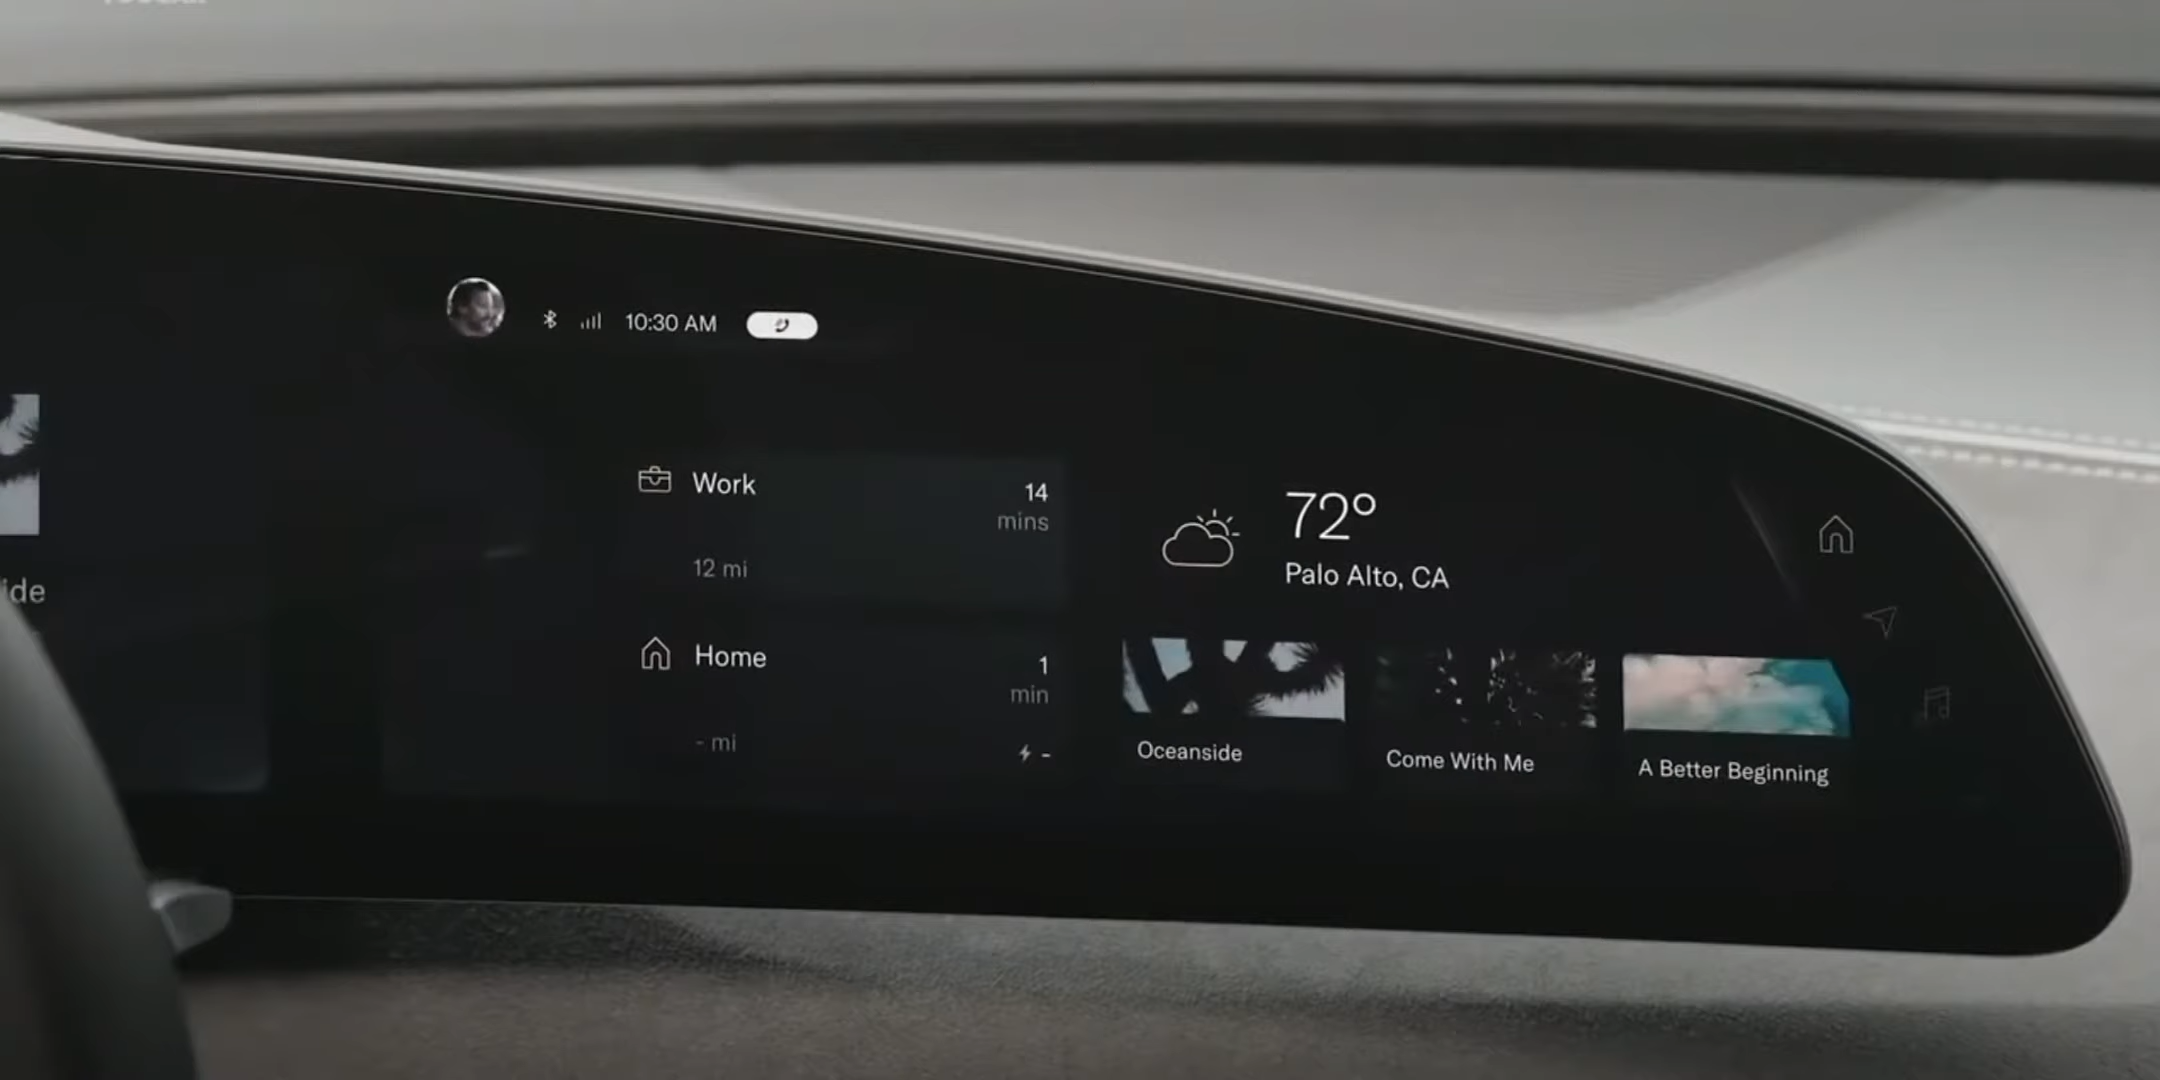 10:30 AM
ide
Work
14
mins
12 mi
Home
1
min
- mi
-
72°
Palo Alto, CA
Oceanside
Come With Me
A Better Beginning